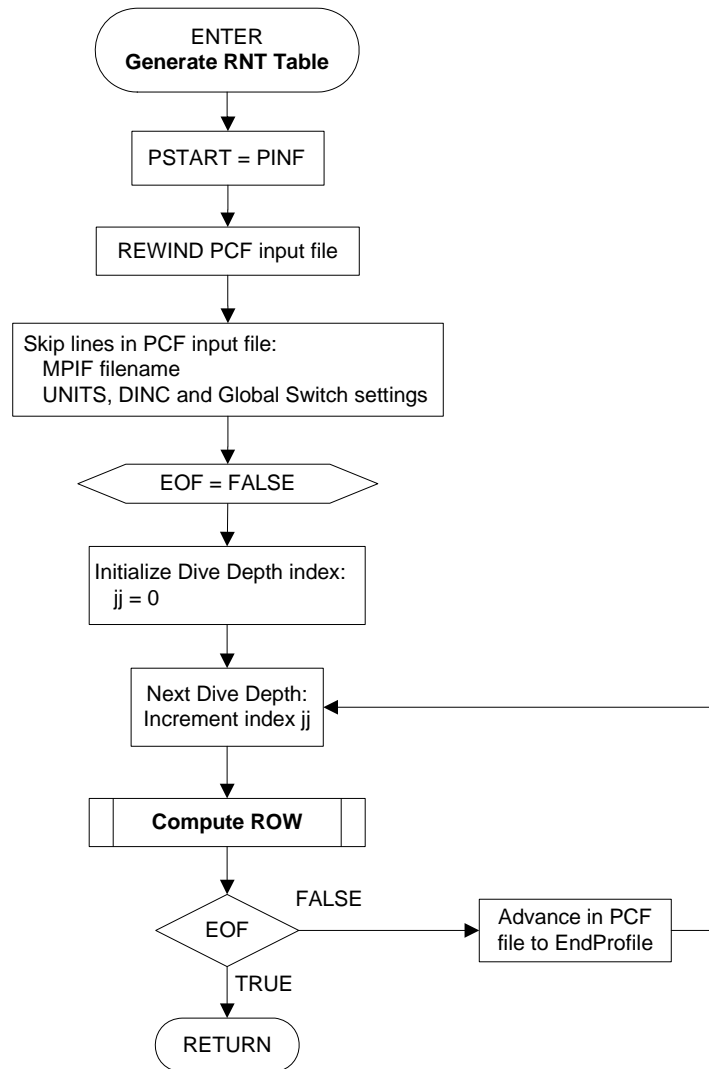 ENTER
Generate RNT Table
PSTART = PINF
REWIND PCF input file
Skip lines in PCF input file:
MPIF filename
UNITS, DINC and Global Switch settings
EOF = FALSE
Initialize Dive Depth index:
jj = 0
Next Dive Depth:
Increment index jj
Compute ROW
EOF
FALSE
Advance in PCF
file to EndProfile
TRUE
RETURN